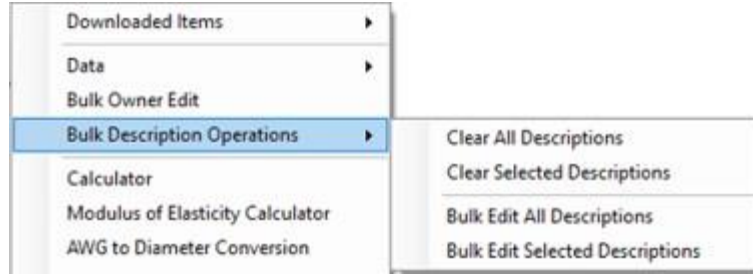 Downloaded Items
Data
Bulk Owner Edit
Bulk Description Operations
Calculator
Modulus of Elasticity Calculator
AWG to Diameter Conversion
Clear All Descriptions
Clear Selected Descriptions
Bulk Edit All Descriptions
Bulk Edit Selected Descriptions